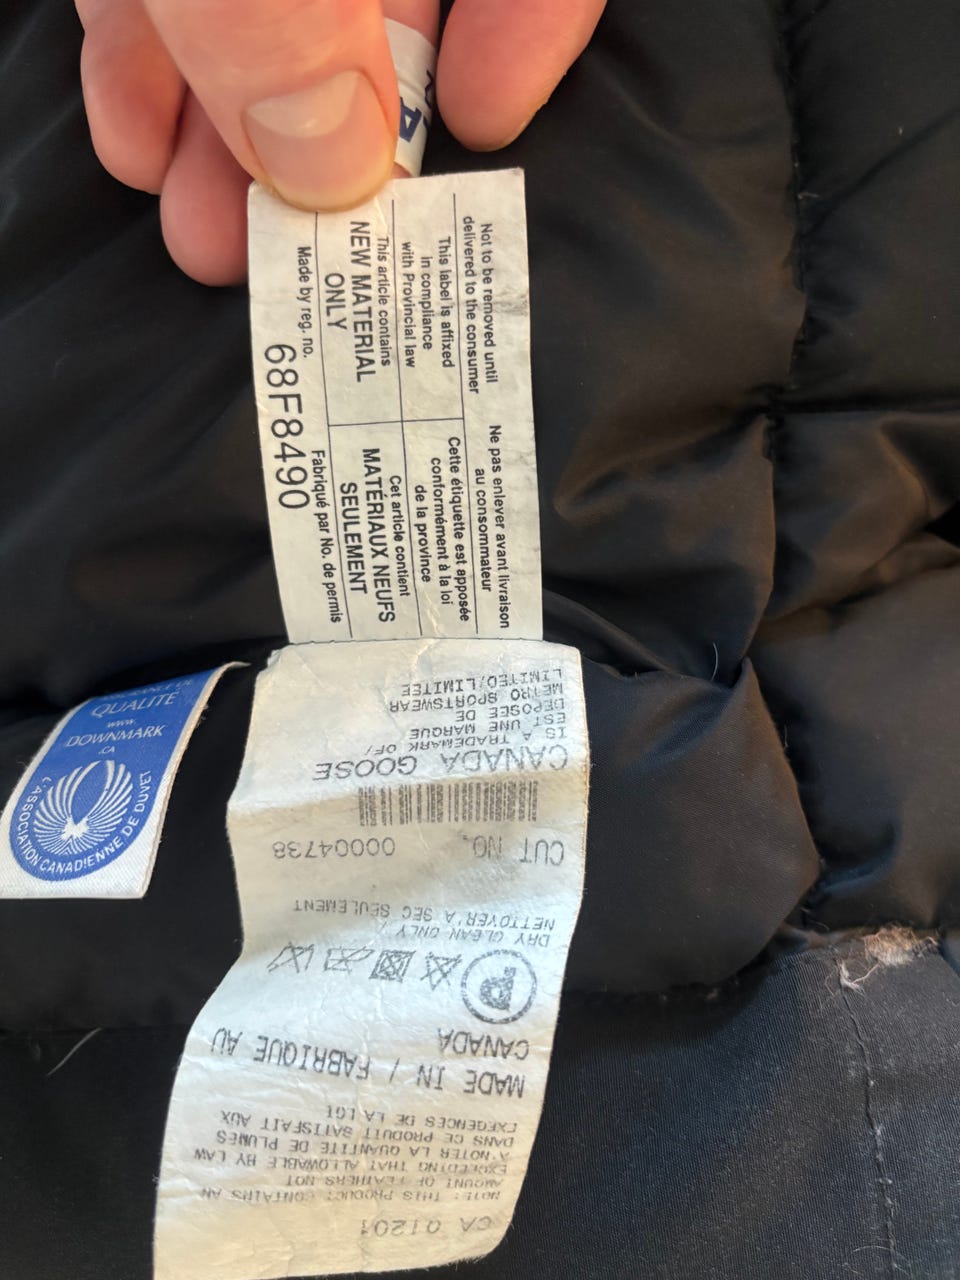 Not to be removed until
delivered to the consumer
Ne pas enlever avant livraison
au consommateur
This label is affixed
in compliance
with Provincial law
Cette étiquette est apposée
conformément à la loi
de la province
This article contains
NEW MATERIAL
ONLY
Cet article contient
MATÉRIAUX NEUFS
SEULEMENT
Made by reg. no.
Fabriqué par No. de permis
68F8490
QUALITÉ
www.
DOWNMARK
.CA
L'ASSOCIATION CANADIENNE DE DUVET
CA 01201
NOTE: THIS PRODUCT CONTAINS AN
AMOUNT OF FEATHERS NOT
EXCEEDING THAT ALLOWABLE BY LAW
A NOTER LA QUANTITE DE PLUMES
DANS CE PRODUIT SATISFAIT AUX
EXEGENCES DE LA LOI
MADE IN / FABRIQUE AU
CANADA
DRY CLEAN ONLY /
NETTOYER A SEC SEULEMENT
CUT NO. 00004738
CANADA GOOSE
IS A TRADEMARK OF/
EST UNE MARQUE
DEPOSEE DE
METRO SPORTSWEAR
LIMITED/LIMITEE